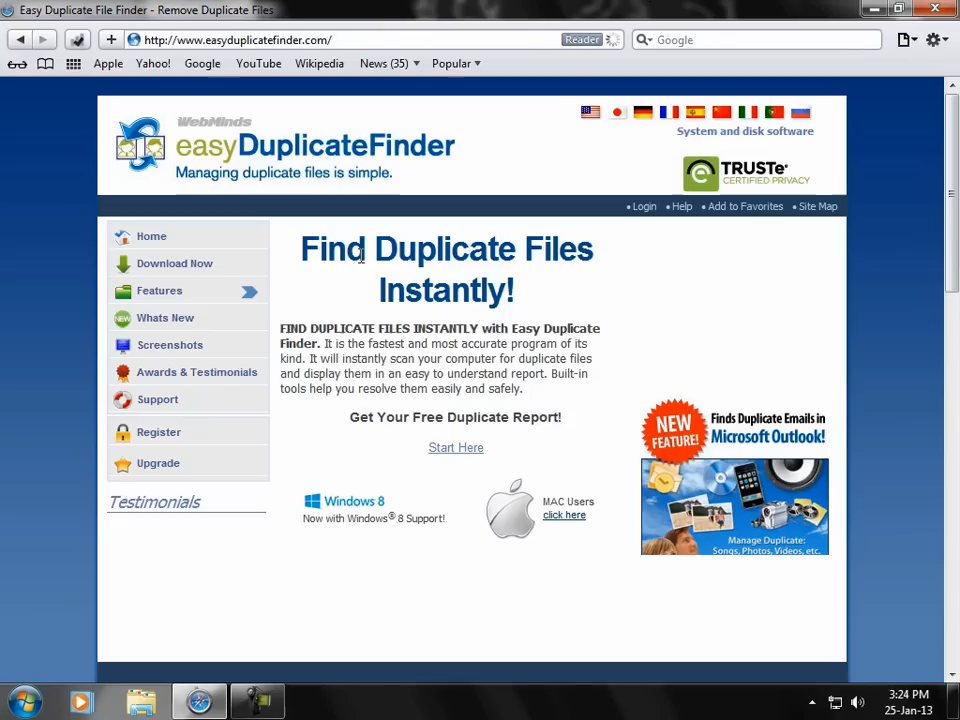 Easy Duplicate File Finder - Remove Duplicate Files
http://www.easyduplicatefinder.com/
Reader
Google
Apple Yahoo! Google YouTube Wikipedia News (35) Popular
WebMinds
easyDuplicateFinder
Managing duplicate files is simple.
System and disk software
TRUSTe
CERTIFIED PRIVACY
Login Help Add to Favorites Site Map
Home
Download Now
Features
Whats New
Screenshots
Awards & Testimonials
Support
Register
Upgrade
Testimonials
Find Duplicate Files
Instantly!
FIND DUPLICATE FILES INSTANTLY with Easy Duplicate
Finder. It is the fastest and most accurate program of its
kind. It will instantly scan your computer for duplicate files
and display them in an easy to understand report. Built-in
tools help you resolve them easily and safely.
Get Your Free Duplicate Report!
Start Here
Windows 8
Now with Windows® 8 Support!
MAC Users
click here
NEW
FEATURE!
Finds Duplicate Emails in
Microsoft Outlook!
Manage Duplicate:
Songs, Photos, Videos, etc.
3:24 PM
25-Jan-13